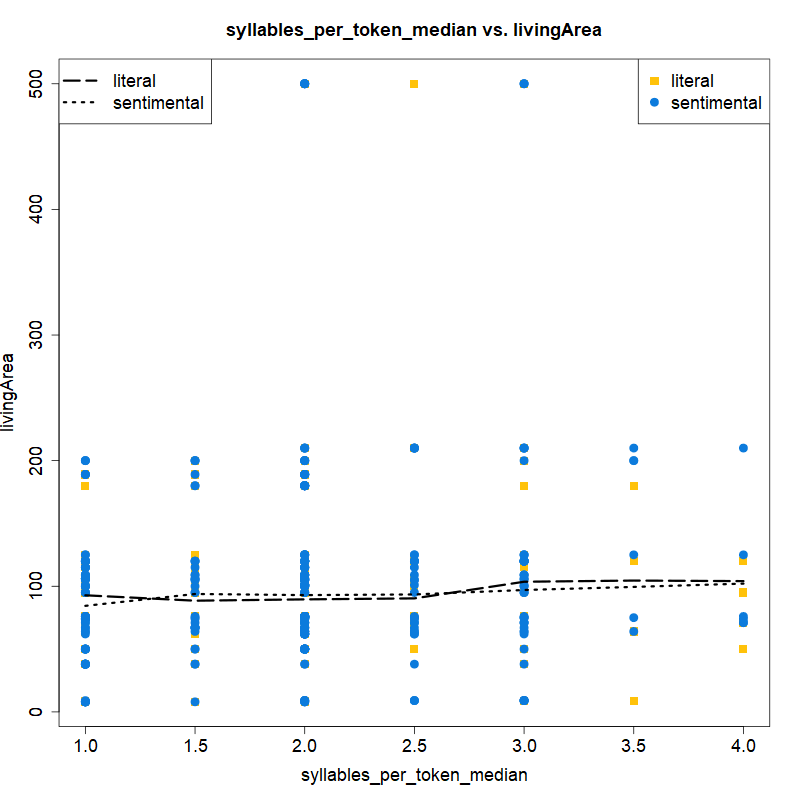 syllables_per_token_median vs. livingArea
literal
sentimental
literal
sentimental
livingArea
500
400
300
200
100
0
1.0 1.5 2.0 2.5 3.0 3.5 4.0
syllables_per_token_median